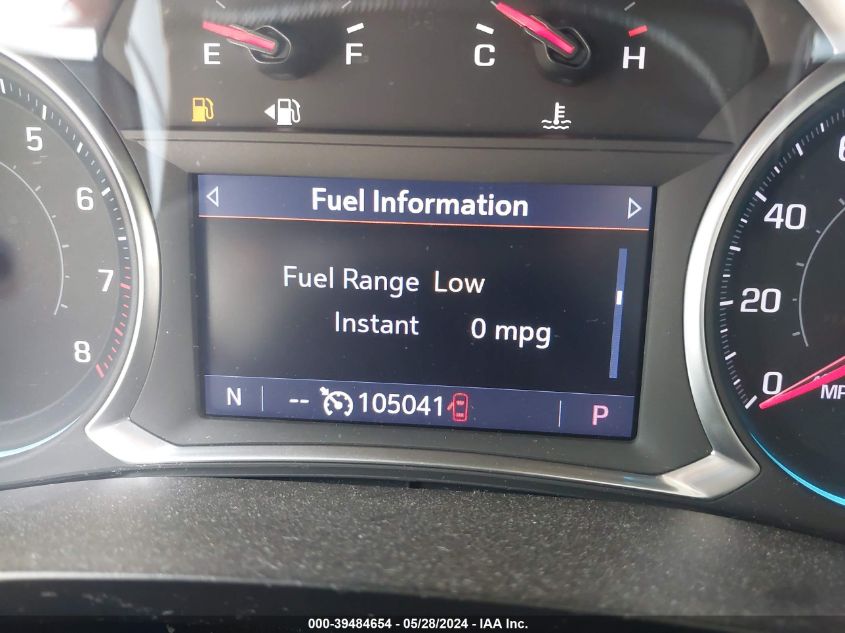 E F C H
5
6
7
8
Fuel Information
Fuel Range Low
Instant 0 mpg
N -- 105041 P
40
20
0
000-39484654 - 05/28/2024 - IAA Inc.